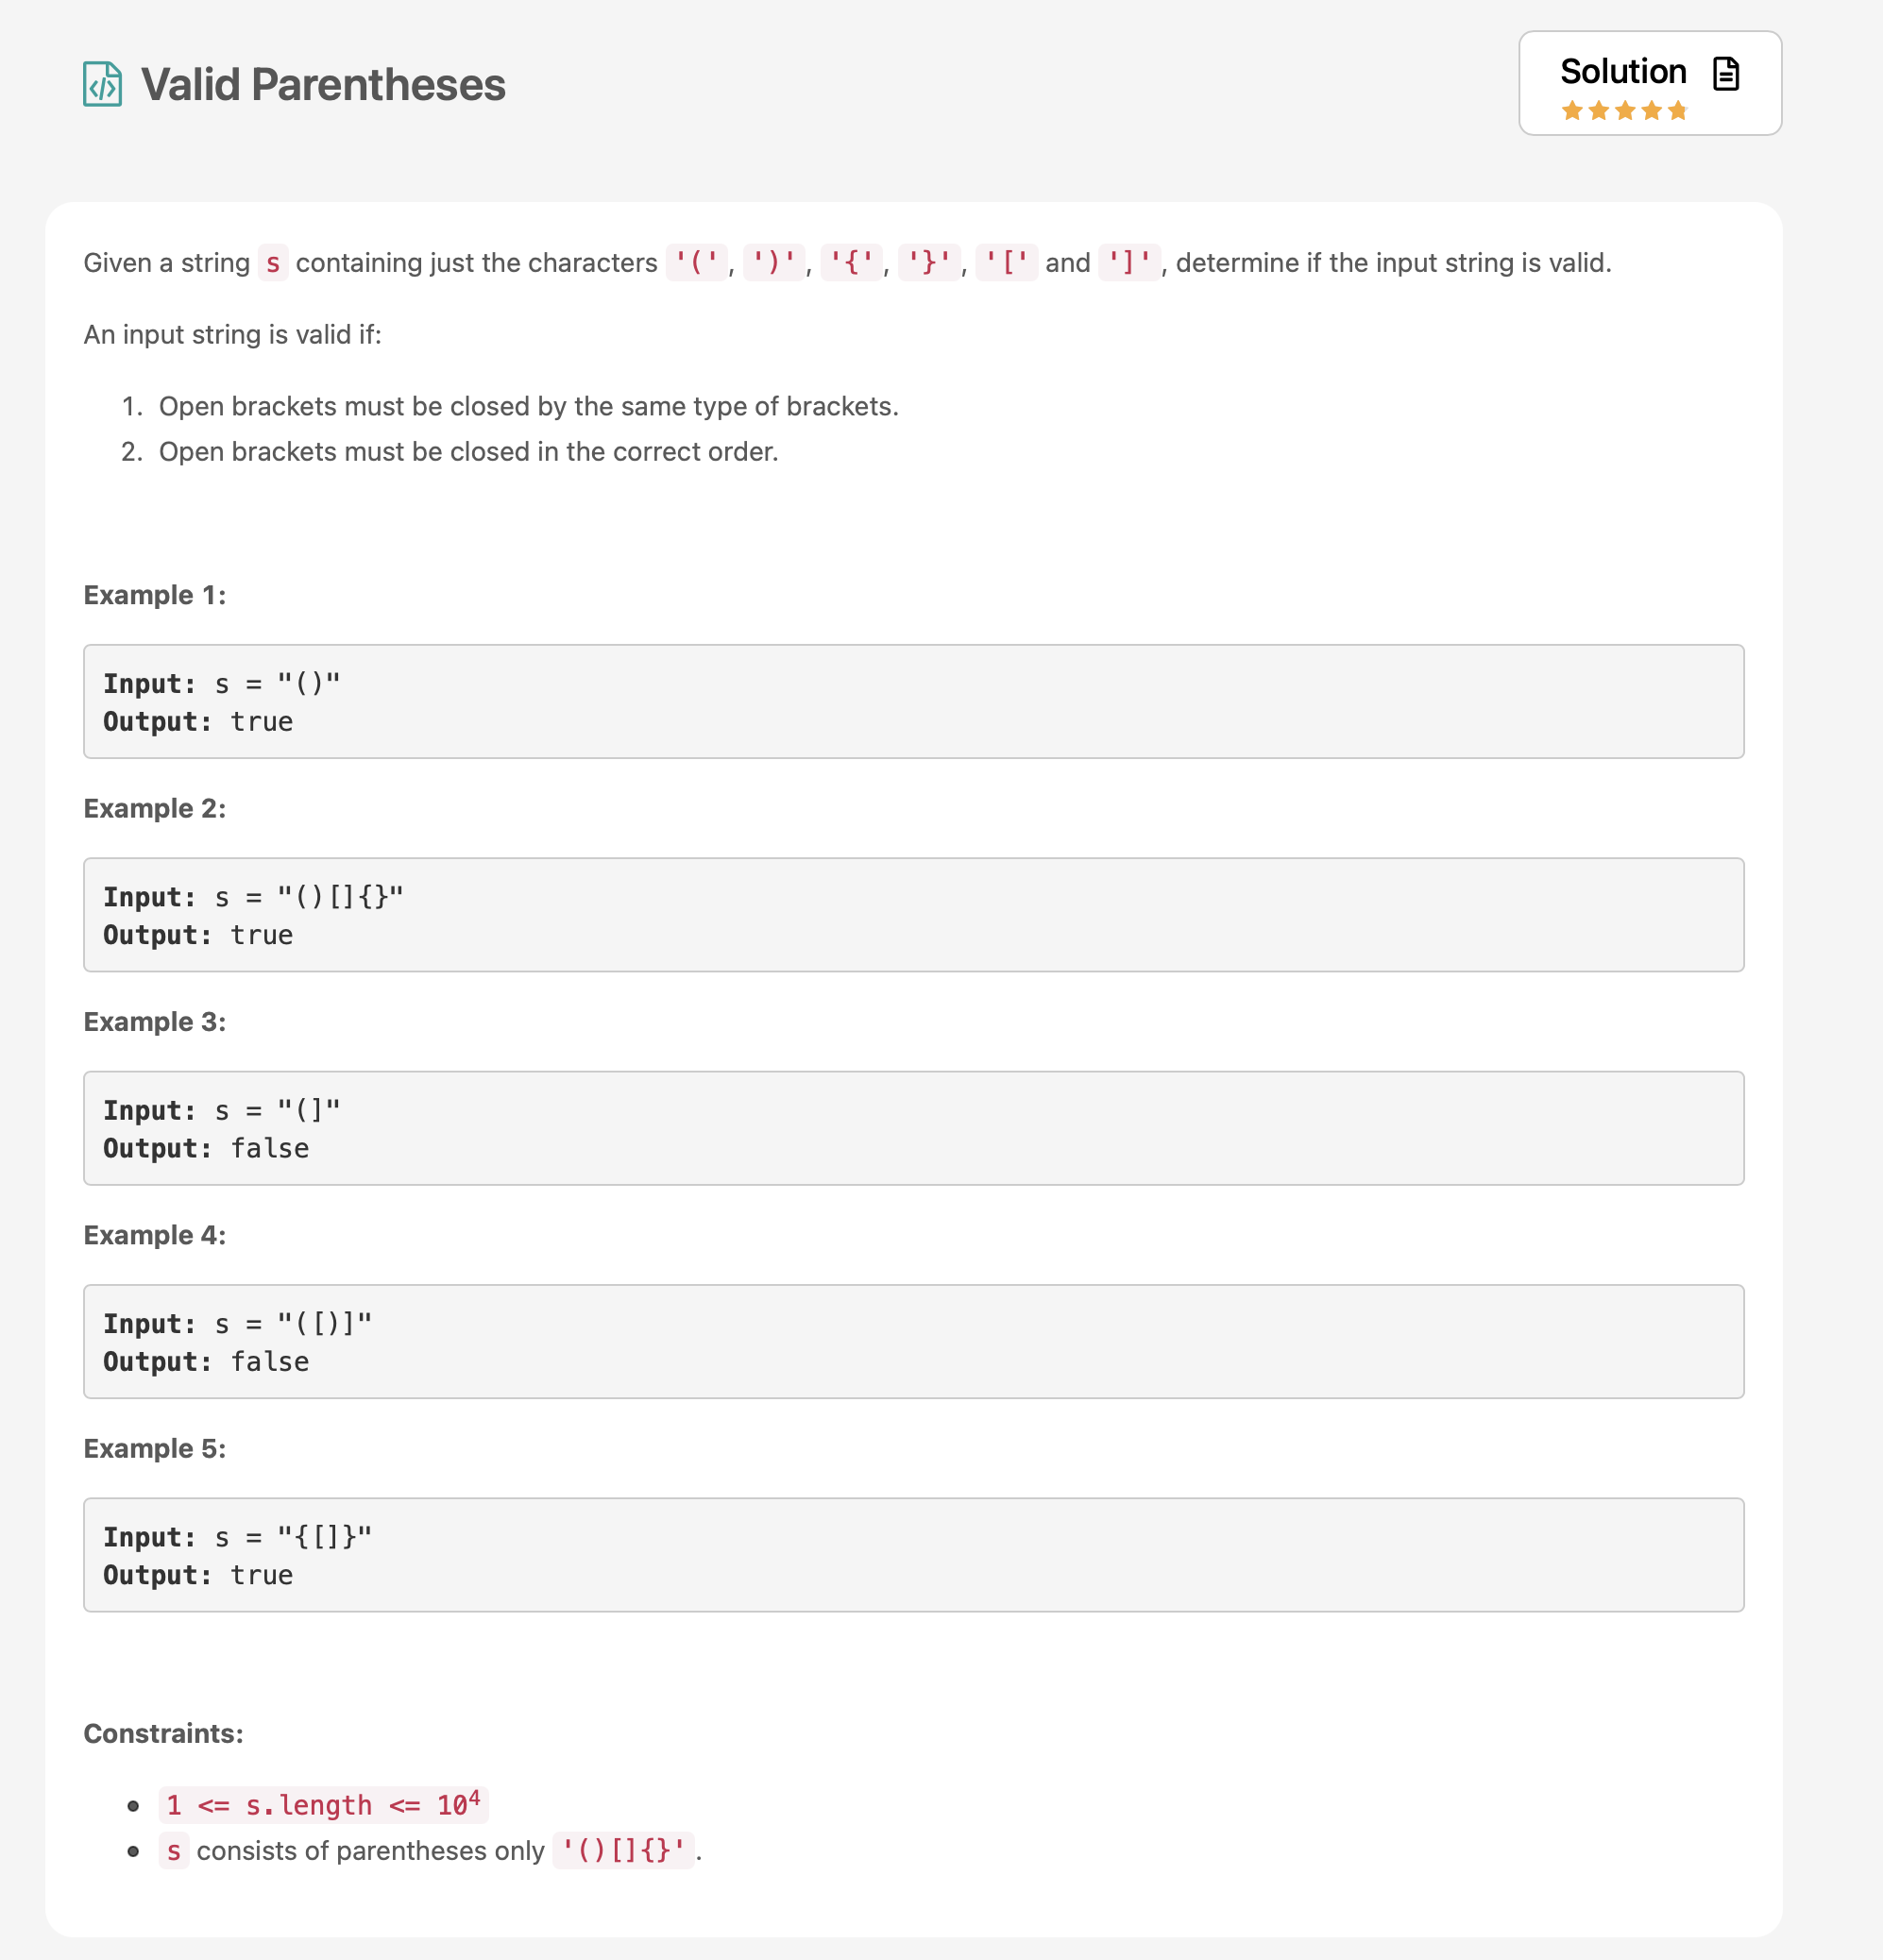 Valid Parentheses
Solution
Given a string s containing just the characters '(', ')', '{', '}', '[' and ']', determine if the input string is valid.
An input string is valid if:
1. Open brackets must be closed by the same type of brackets.
2. Open brackets must be closed in the correct order.
Example 1:
Input: s = "()"
Output: true
Example 2:
Input: s = "()[]{}"
Output: true
Example 3:
Input: s = "(]"
Output: false
Example 4:
Input: s = "([)]"
Output: false
Example 5:
Input: s = "{[]}"
Output: true
Constraints:
1 <= s.length <= 10⁴
s consists of parentheses only '()[]{}'.